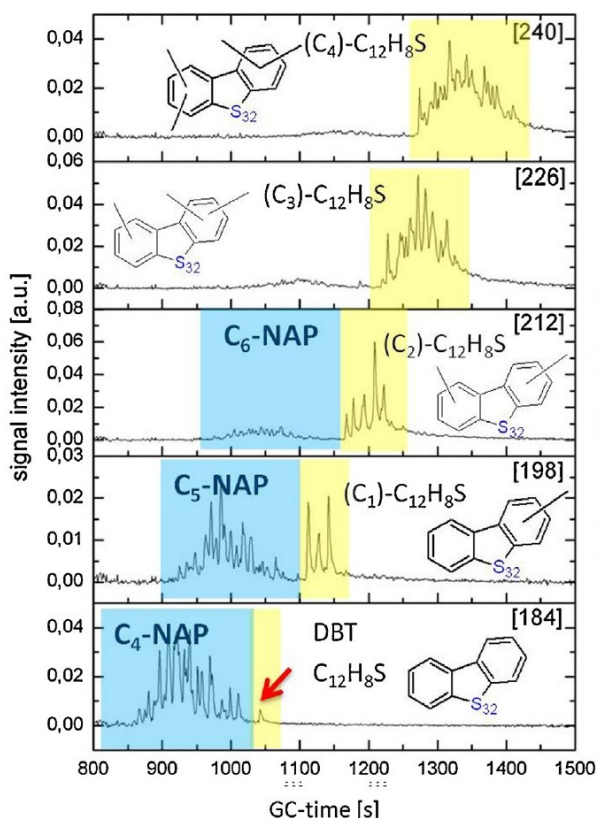 0,04
(C₄)-C₁₂H₈S
[240]
0,02
S₃₂
0,00
0,06
[226]
(C₃)-C₁₂H₈S
0,04
0,02
S₃₂
0,00
0,08
[212]
C₆-NAP
(C₂)-C₁₂H₈S
0,06
0,04
0,02
S₃₂
0,00
0,03
[198]
C₅-NAP
(C₁)-C₁₂H₈S
0,02
0,01
S₃₂
0,00
[184]
C₄-NAP
DBT
0,04
C₁₂H₈S
0,02
S₃₂
0,00
signal intensity [a.u.]
800 900 1000 1100 1200 1300 1400 1500
GC-time [s]